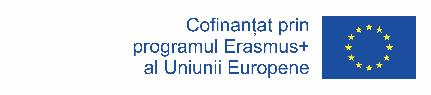 Cofinanțat prin
programul Erasmus+
al Uniunii Europene